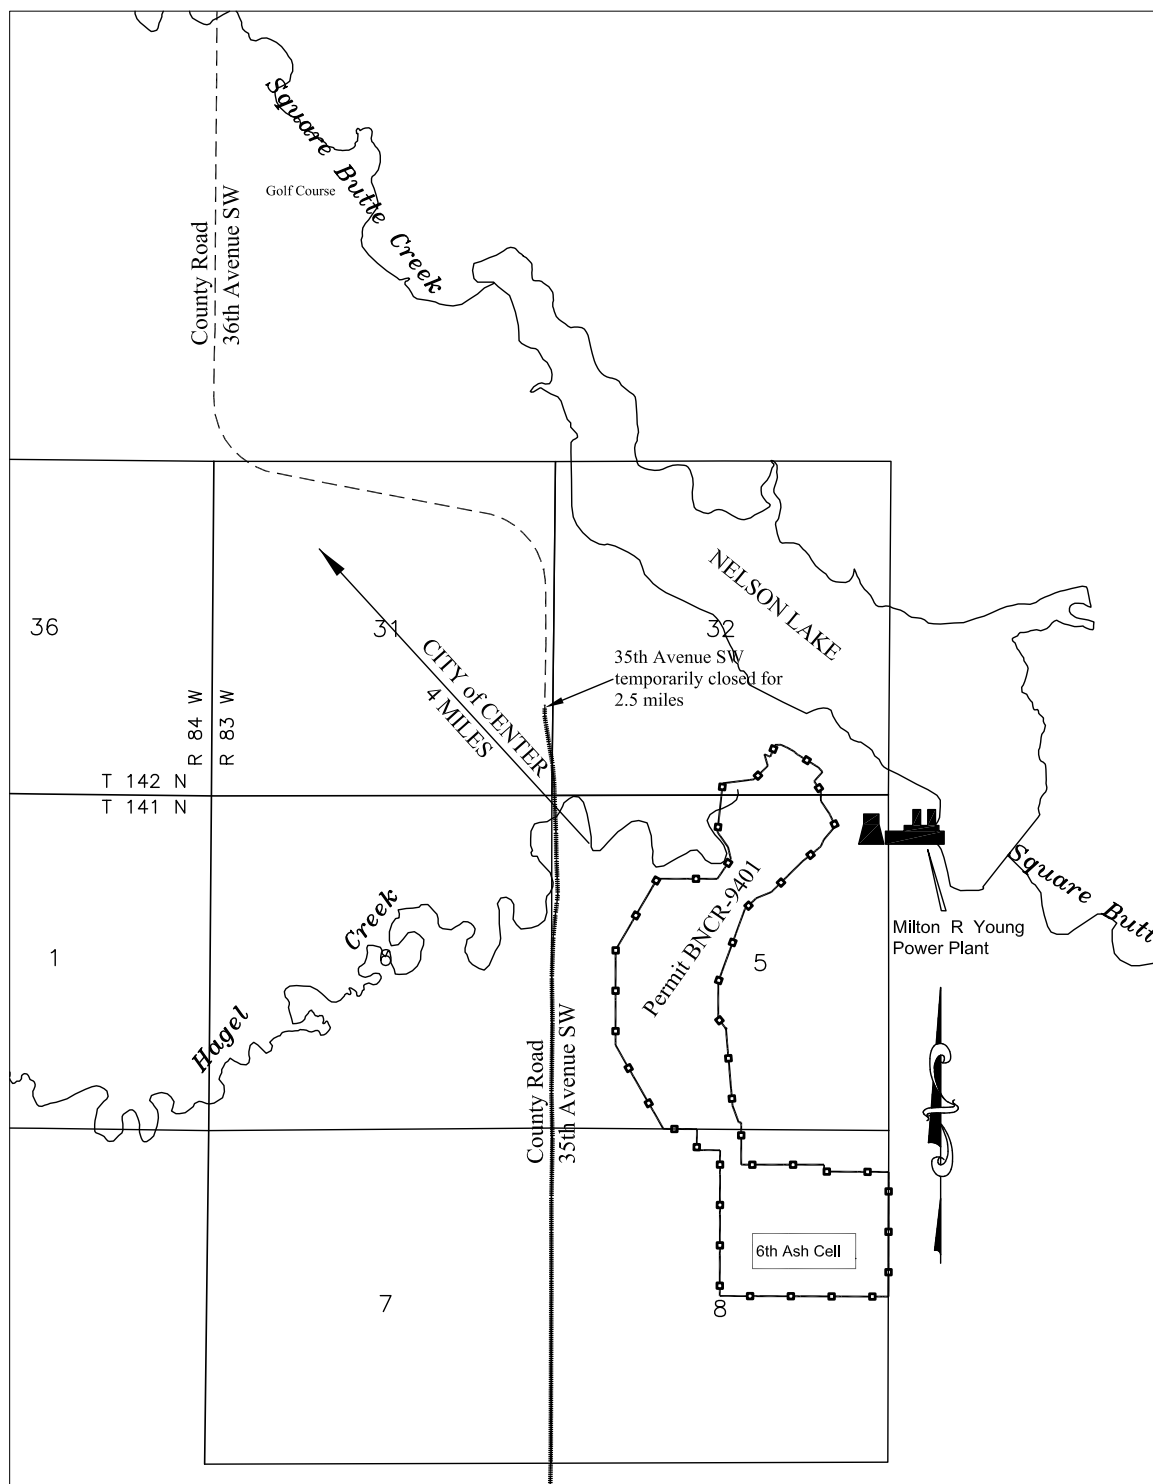 Square Butte Creek
Golf Course
County Road
36th Avenue SW
NELSON LAKE
36
31
32
35th Avenue SW
temporarily closed for
2.5 miles
CITY of CENTER
4 MILES
R 84 W
R 83 W
T 142 N
T 141 N
Permit BNCR-9401
Square Butt
Milton R Young
Power Plant
Hagel Creek
1
6
5
County Road
35th Avenue SW
6th Ash Cell
7
8